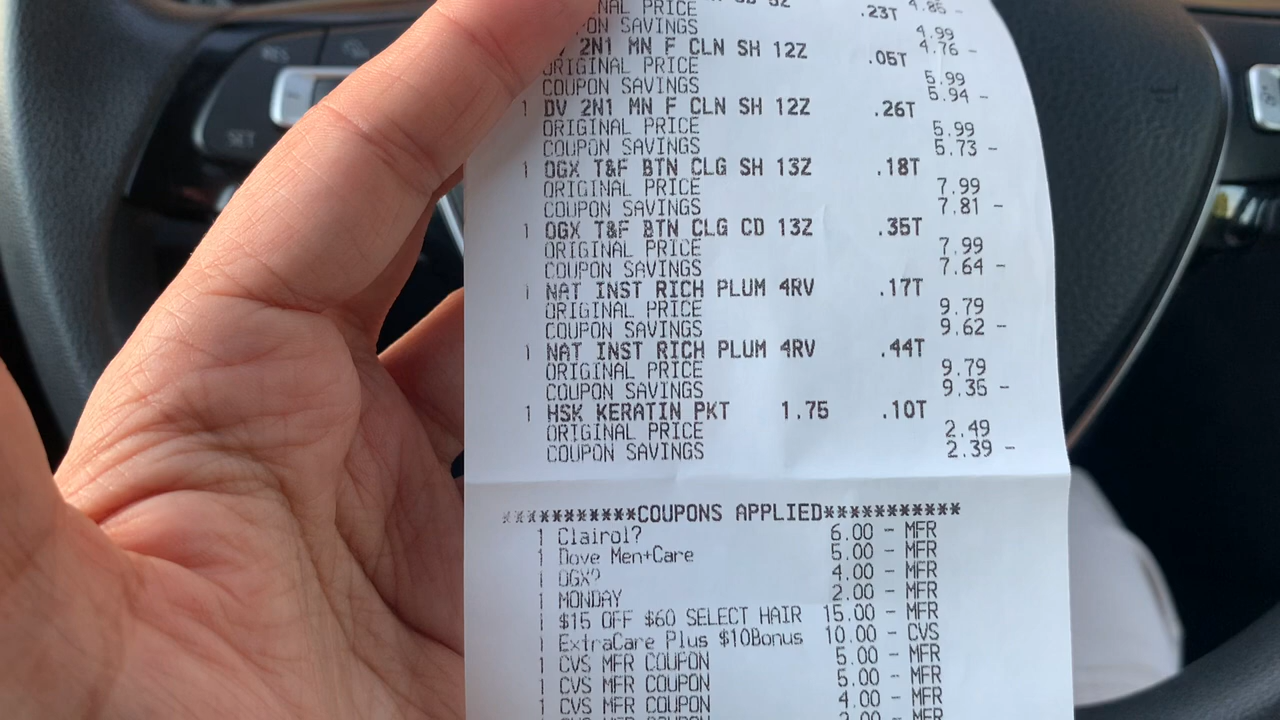 NAL PRICE .23T 4.85 -
ON SAVINGS 4.99
2N1 MN F CLN SH 12Z .05T 4.76 -
ORIGINAL PRICE 5.99
COUPON SAVINGS 5.94 -
1 DV 2N1 MN F CLN SH 12Z .26T
ORIGINAL PRICE 5.99
COUPON SAVINGS 5.73 -
1 OGX T&F BTN CLG SH 13Z .18T
ORIGINAL PRICE 7.99
COUPON SAVINGS 7.81 -
1 OGX T&F BTN CLG CD 13Z .35T
ORIGINAL PRICE 7.99
COUPON SAVINGS 7.64 -
1 NAT INST RICH PLUM 4RV .17T
ORIGINAL PRICE 9.79
COUPON SAVINGS 9.62 -
1 NAT INST RICH PLUM 4RV .44T
ORIGINAL PRICE 9.79
COUPON SAVINGS 9.35 -
1 HSK KERATIN PKT 1.75 .10T
ORIGINAL PRICE 2.49
COUPON SAVINGS 2.39 -
***********COUPONS APPLIED***********
1 Clairol? 6.00 - MFR
1 Dove Men+Care 5.00 - MFR
1 OGX? 4.00 - MFR
1 MONDAY 2.00 - MFR
1 $15 OFF $60 SELECT HAIR 15.00 - MFR
1 ExtraCare Plus $10Bonus 10.00 - CVS
1 CVS MFR COUPON 5.00 - MFR
1 CVS MFR COUPON 5.00 - MFR
1 CVS MFR COUPON 4.00 - MFR
SET